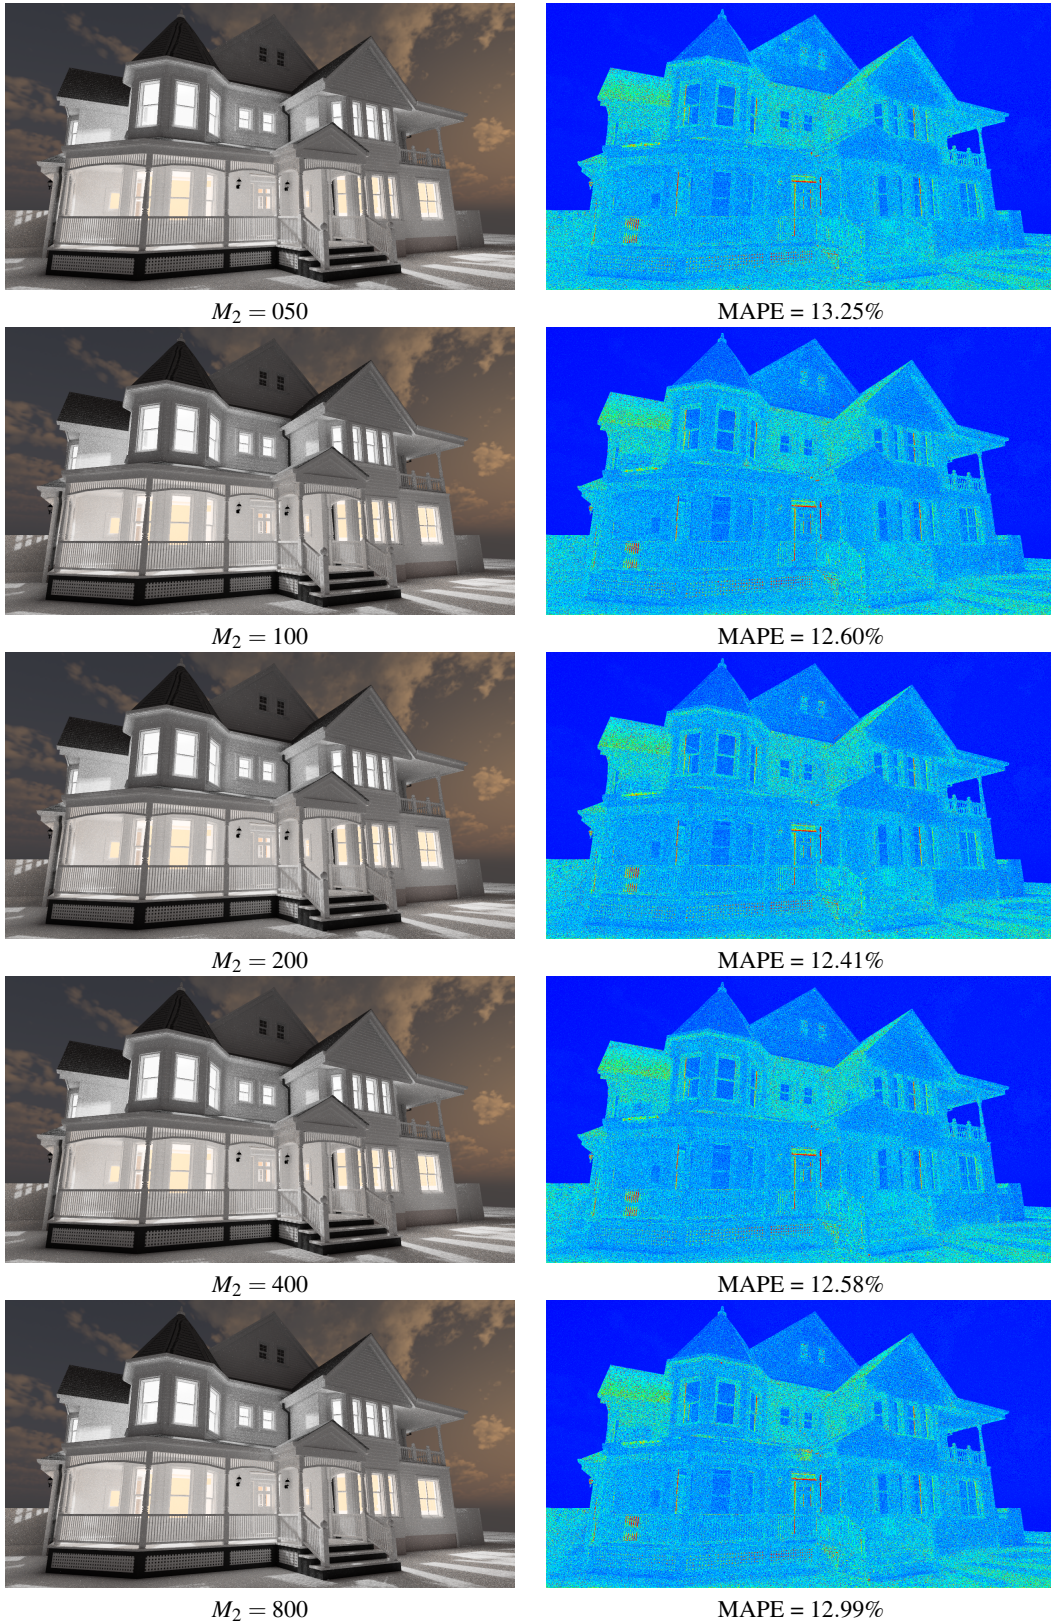 M₂ = 050
MAPE = 13.25%
M₂ = 100
MAPE = 12.60%
M₂ = 200
MAPE = 12.41%
M₂ = 400
MAPE = 12.58%
M₂ = 800
MAPE = 12.99%